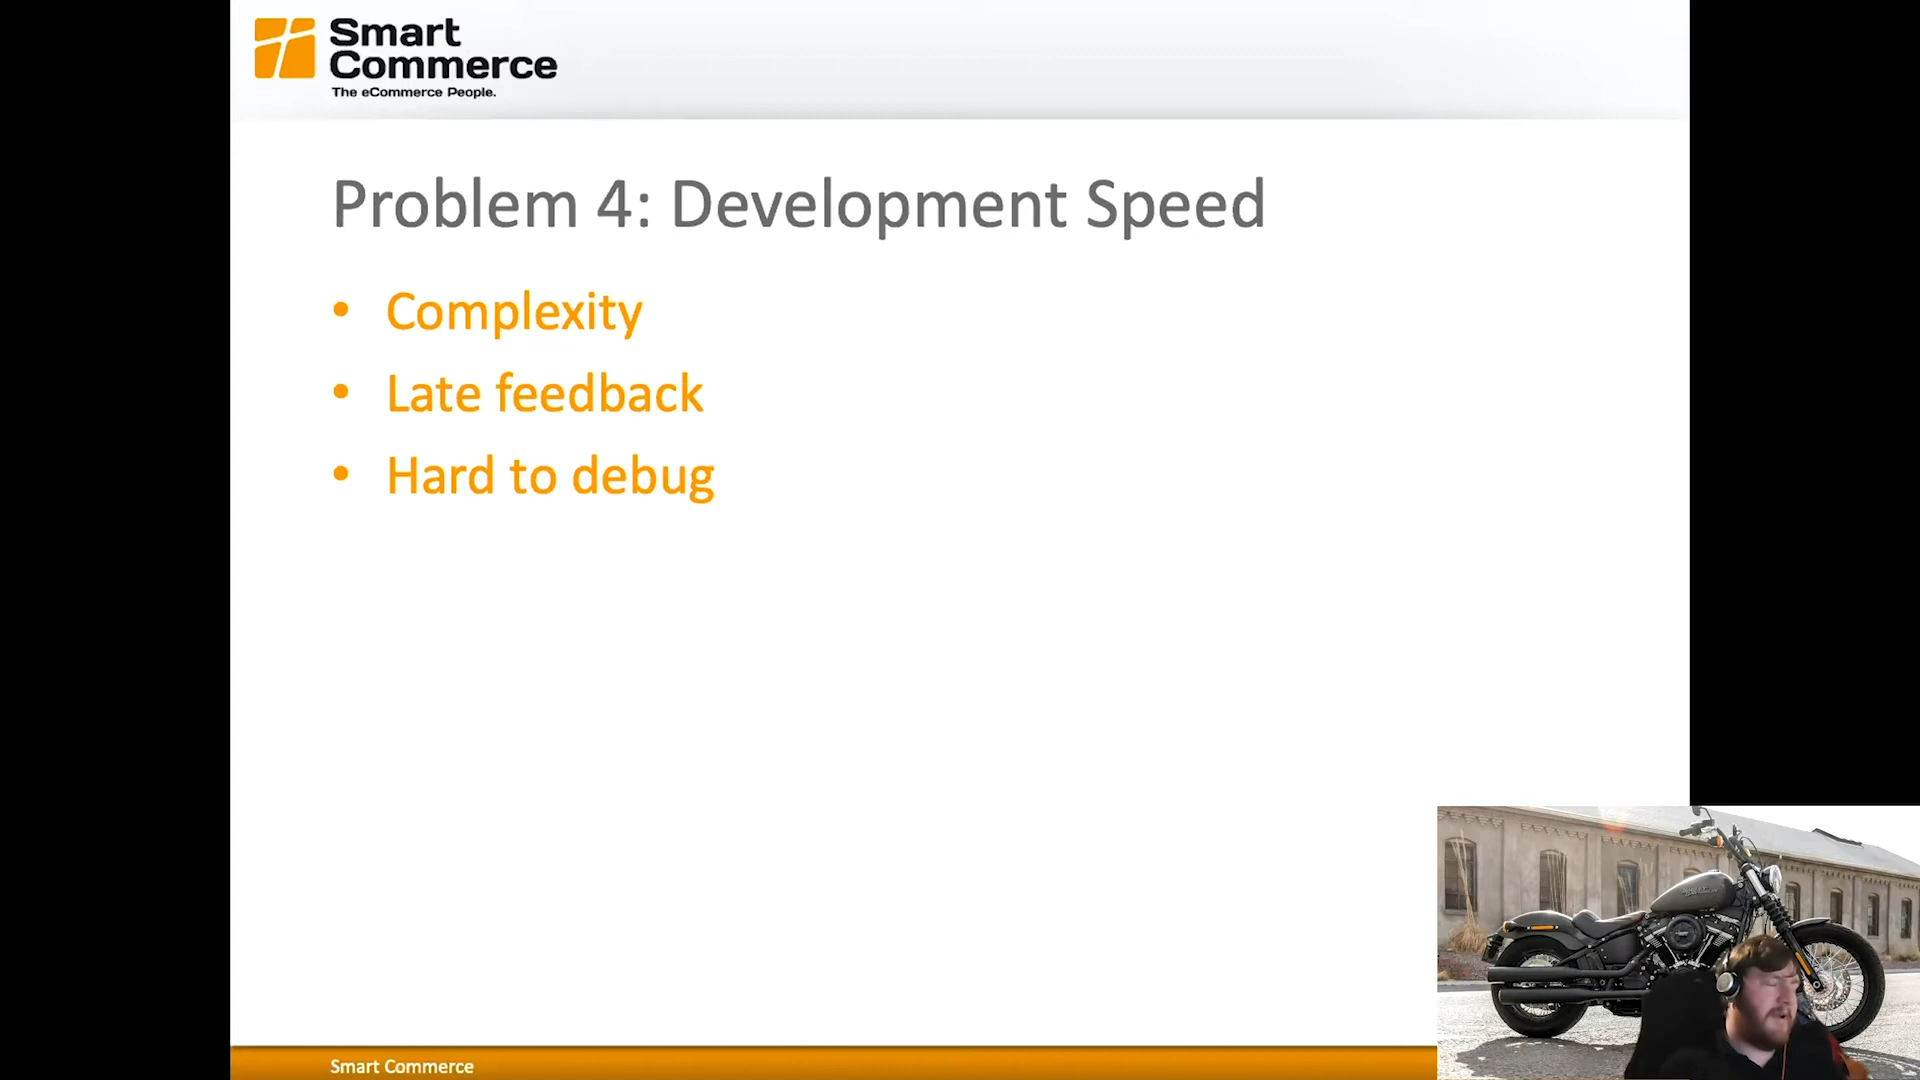 Smart
Commerce
The eCommerce People.
Problem 4: Development Speed
• Complexity
• Late feedback
• Hard to debug
Smart Commerce